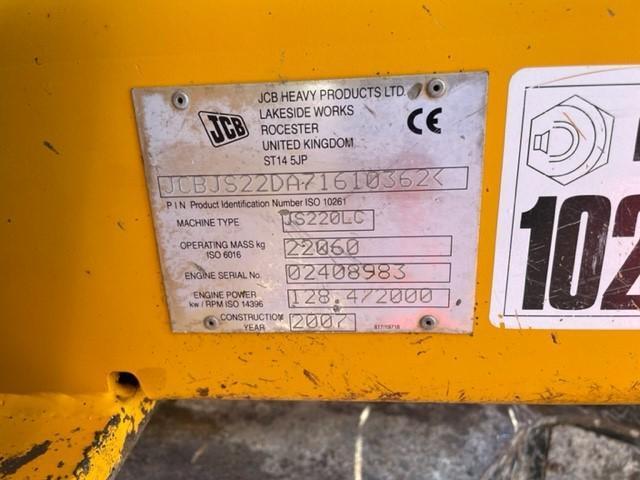 JCB HEAVY PRODUCTS LTD.
LAKESIDE WORKS
ROCESTER
UNITED KINGDOM
ST14 5JP
JCB
CE
JCBJS22DA71610362<
P I N Product Identification Number ISO 10261
MACHINE TYPE JS220LC
OPERATING MASS kg 22060
ISO 6016
ENGINE SERIAL No. 02408983
ENGINE POWER 128.4/2000
kw / RPM ISO 14396
CONSTRUCTION 2007
YEAR
102